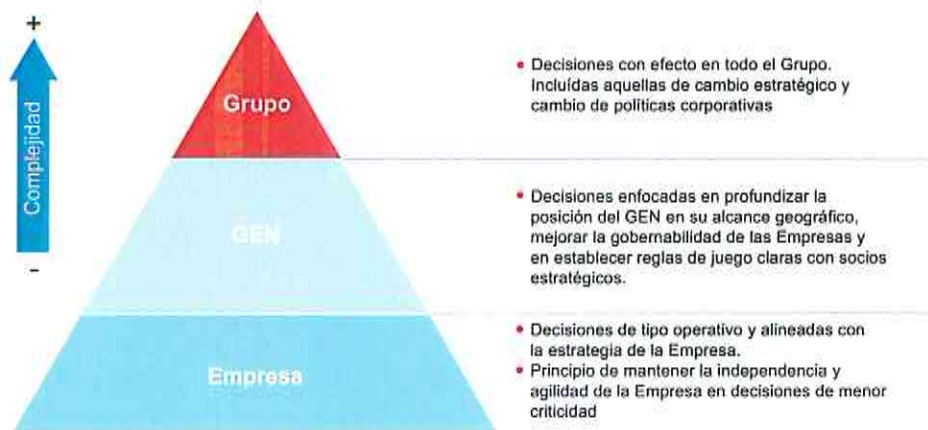 +
Complejidad
-
Grupo
• Decisiones con efecto en todo el Grupo.
Incluídas aquellas de cambio estratégico y
cambio de políticas corporativas
GEN
• Decisiones enfocadas en profundizar la
posición del GEN en su alcance geográfico,
mejorar la gobernabilidad de las Empresas y
en establecer reglas de juego claras con socios
estratégicos.
Empresa
• Decisiones de tipo operativo y alineadas con
la estrategia de la Empresa.
• Principio de mantener la independencia y
agilidad de la Empresa en decisiones de menor
criticidad